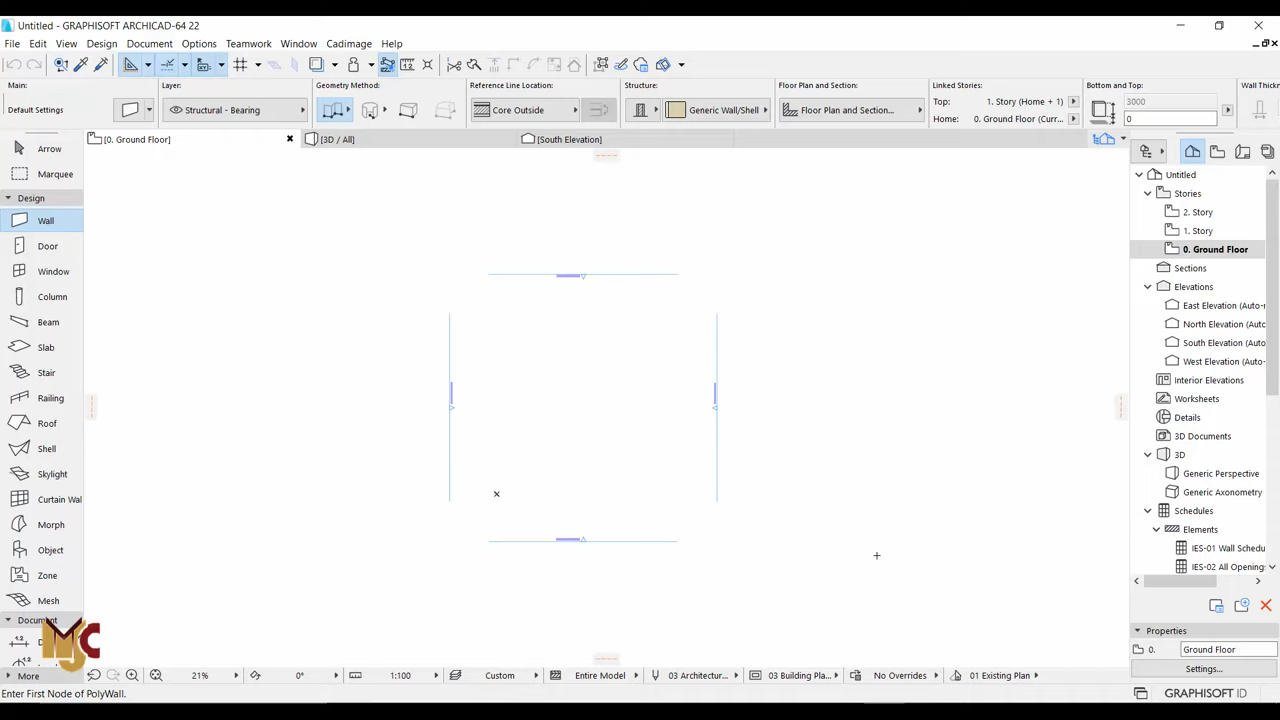 Untitled - GRAPHISOFT ARCHICAD-64 22
File Edit View Design Document Options Teamwork Window Cadimage Help
Main: Layer: Geometry Method: Reference Line Location: Structure: Floor Plan and Section: Linked Stories: Bottom and Top: Wall Thickn
Default Settings Structural - Bearing Core Outside Generic Wall/Shell Floor Plan and Section... Top: 1. Story (Home + 1) 3000
Home: 0. Ground Floor (Curr... 0
[0. Ground Floor] [3D / All] [South Elevation]
Arrow
Marquee
Design
Wall
Door
Window
Column
Beam
Slab
Stair
Railing
Roof
Shell
Skylight
Curtain Wal
Morph
Object
Zone
Mesh
Document
More
Untitled
Stories
2. Story
1. Story
0. Ground Floor
Sections
Elevations
East Elevation (Auto-r
North Elevation (Autc
South Elevation (Auto
West Elevation (Auto-
Interior Elevations
Worksheets
Details
3D Documents
3D
Generic Perspective
Generic Axonometry
Schedules
Elements
IES-01 Wall Schedu
IES-02 All Opening:
Properties
0. Ground Floor
Settings...
21% 0° 1:100 Custom Entire Model 03 Architectur... 03 Building Pla... No Overrides 01 Existing Plan
Enter First Node of PolyWall.
GRAPHISOFT ID
MJC